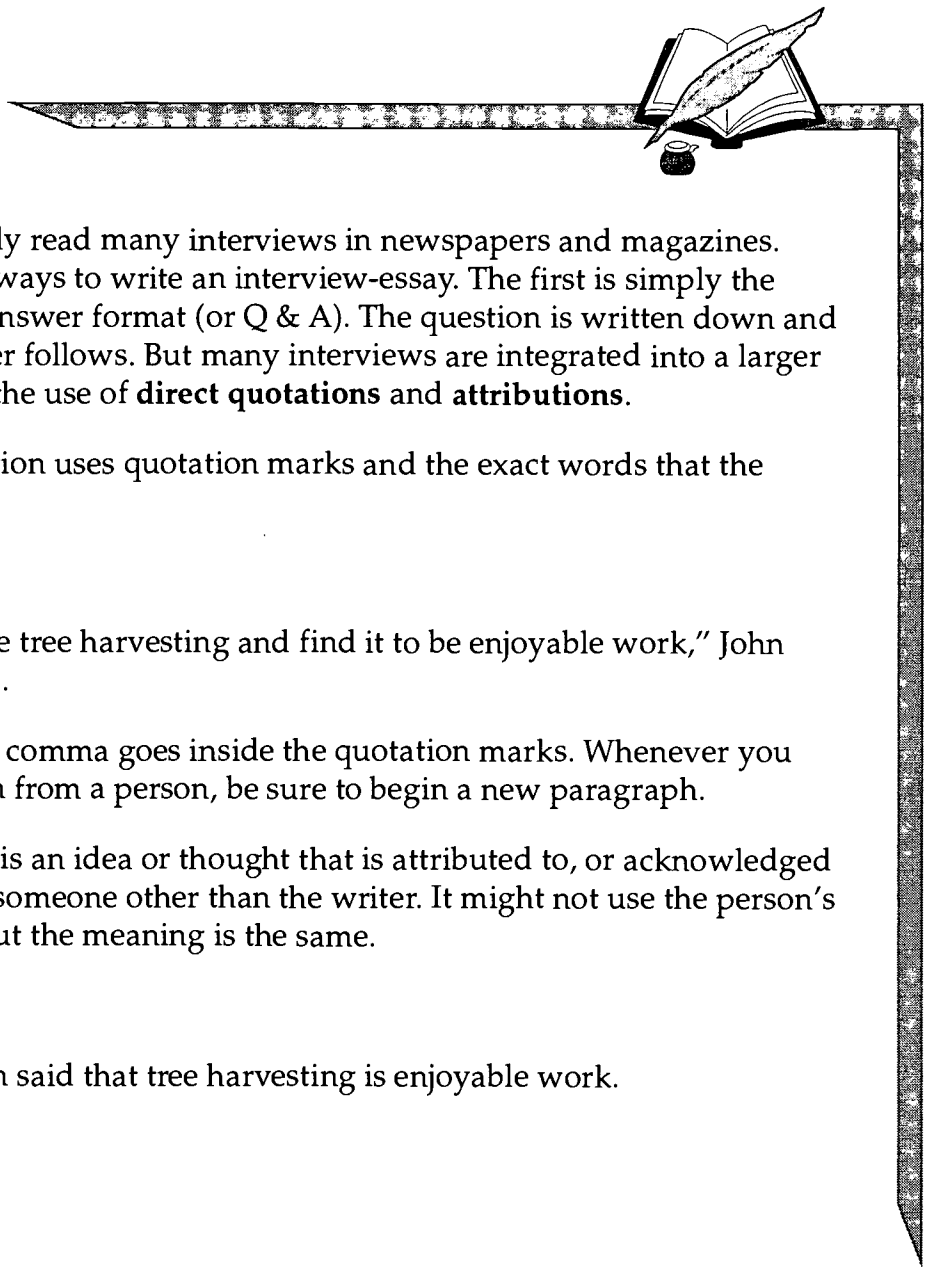 ly read many interviews in newspapers and magazines.
ways to write an interview-essay. The first is simply the
nswer format (or Q & A). The question is written down and
er follows. But many interviews are integrated into a larger
the use of direct quotations and attributions.
ion uses quotation marks and the exact words that the
e tree harvesting and find it to be enjoyable work," John
.
comma goes inside the quotation marks. Whenever you
n from a person, be sure to begin a new paragraph.
is an idea or thought that is attributed to, or acknowledged
someone other than the writer. It might not use the person's
ut the meaning is the same.
n said that tree harvesting is enjoyable work.